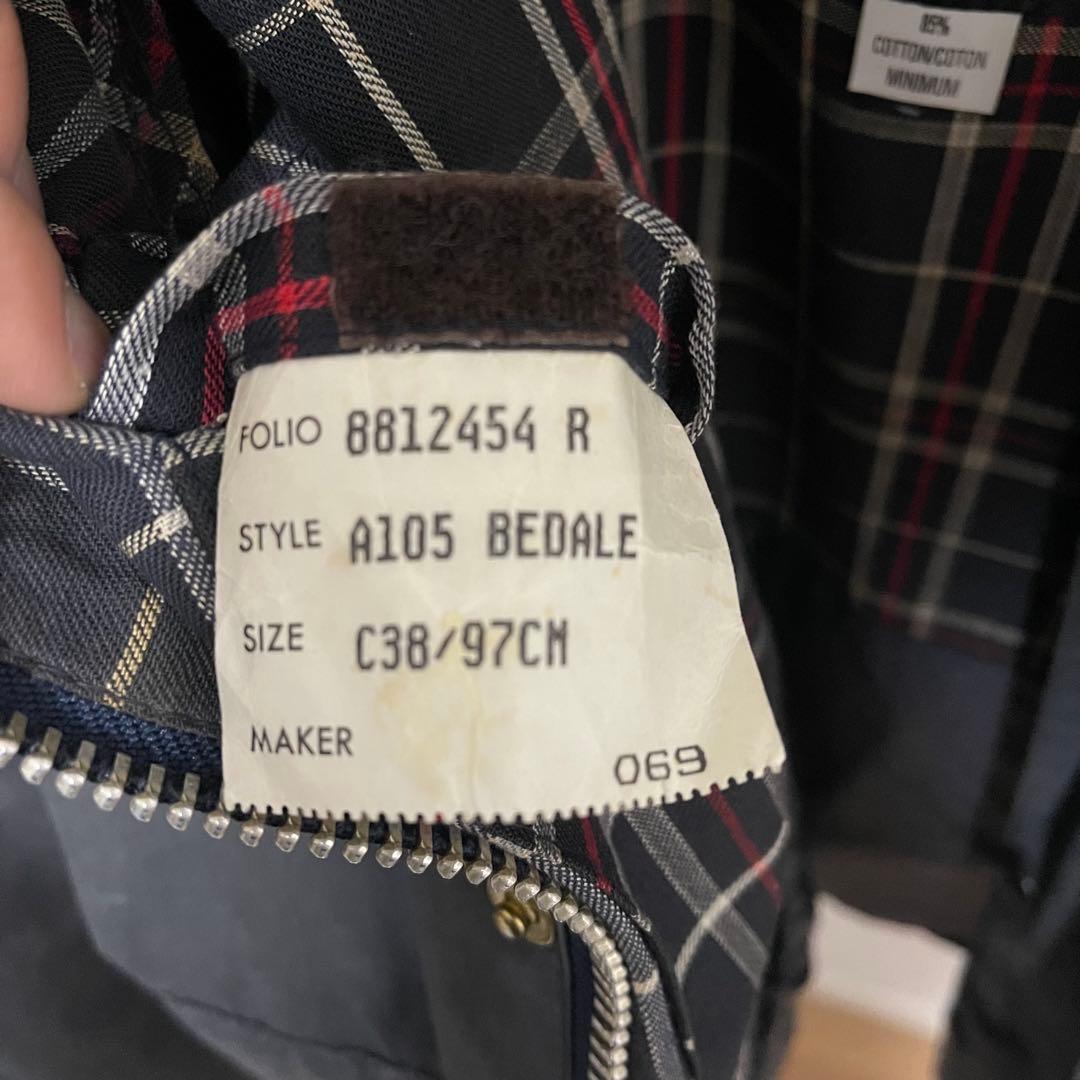 85%
COTTON/COTON
MINIMUM
FOLIO 8812454 R
STYLE A105 BEDALE
SIZE C38/97CM
MAKER
069